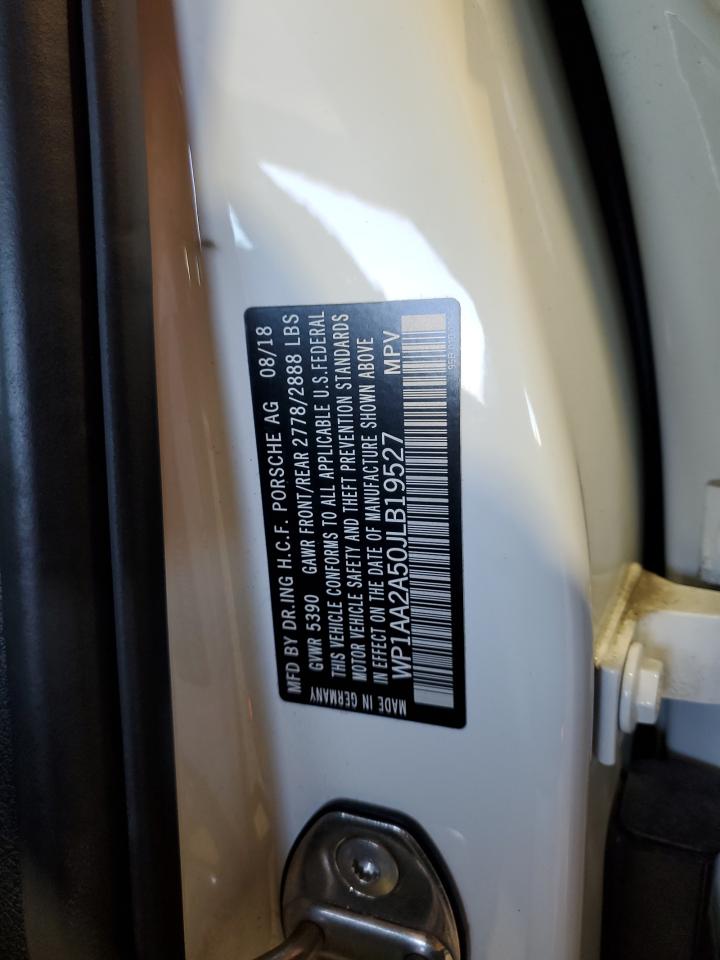 MFD BY DR.ING H.C.F. PORSCHE AG 08/18
GVWR 5390 GAWR FRONT/REAR 2778/2888 LBS
THIS VEHICLE CONFORMS TO ALL APPLICABLE U.S.FEDERAL
MOTOR VEHICLE SAFETY AND THEFT PREVENTION STANDARDS
IN EFFECT ON THE DATE OF MANUFACTURE SHOWN ABOVE
WP1AA2A50JLB19527 MPV
MADE IN GERMANY